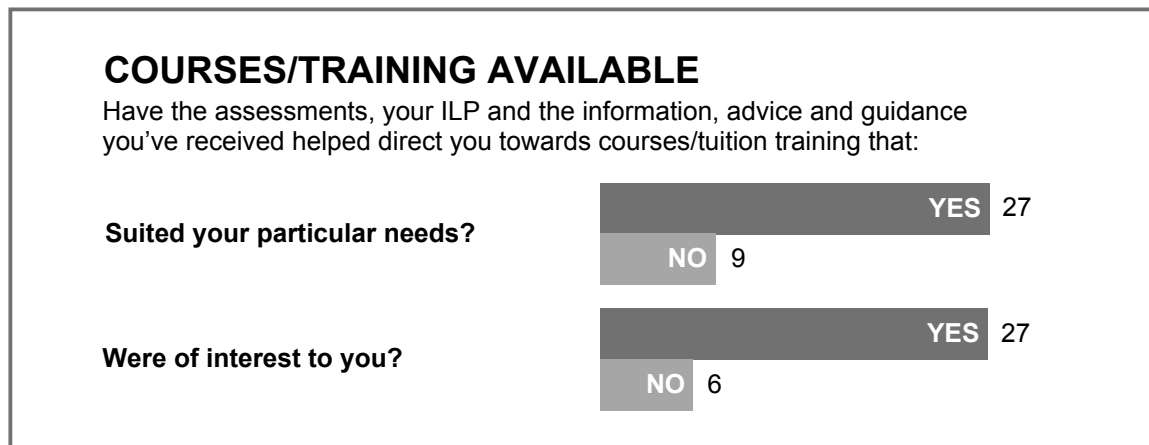 COURSES/TRAINING AVAILABLE
Have the assessments, your ILP and the information, advice and guidance
you've received helped direct you towards courses/tuition training that:
Suited your particular needs?
YES 27
NO 9
Were of interest to you?
YES 27
NO 6